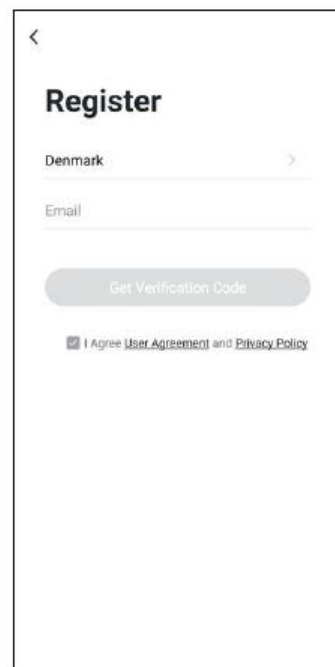 Register
Denmark
Email
Get Verification Code
I Agree User Agreement and Privacy Policy